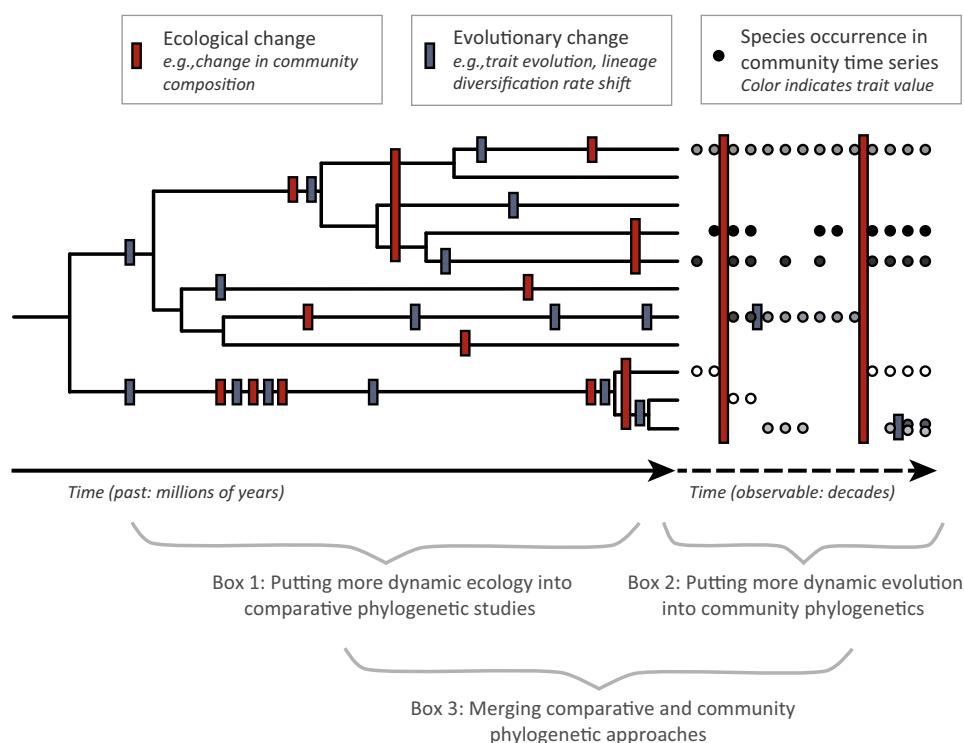 Ecological change
e.g.,change in community
composition
Evolutionary change
e.g.,trait evolution, lineage
diversification rate shift
Species occurrence in
community time series
Color indicates trait value
Time (past: millions of years)
Time (observable: decades)
Box 1: Putting more dynamic ecology into
comparative phylogenetic studies
Box 2: Putting more dynamic evolution
into community phylogenetics
Box 3: Merging comparative and community
phylogenetic approaches